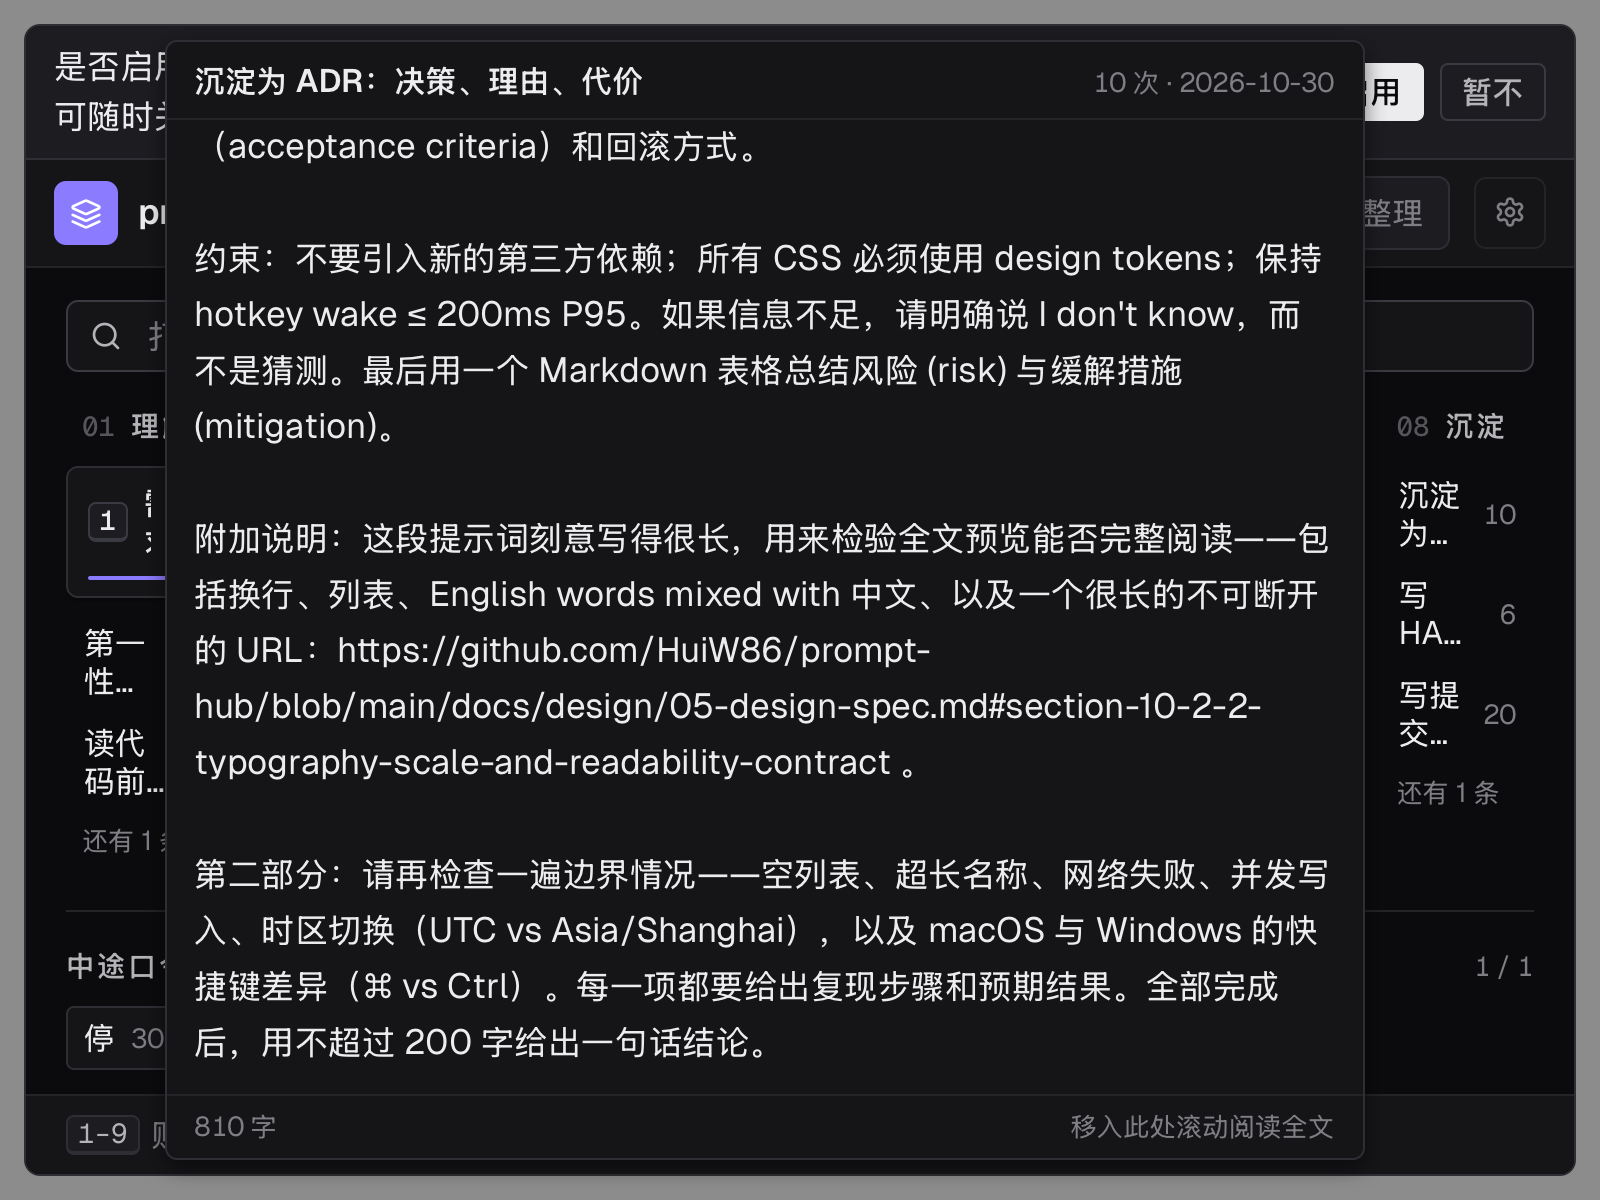 是否启用
可随时关
用
暂不
沉淀为 ADR：决策、理由、代价
10 次 · 2026-10-30
（acceptance criteria）和回滚方式。
约束：不要引入新的第三方依赖；所有 CSS 必须使用 design tokens；保持
hotkey wake ≤ 200ms P95。如果信息不足，请明确说 I don't know，而
不是猜测。最后用一个 Markdown 表格总结风险 (risk) 与缓解措施
(mitigation)。
附加说明：这段提示词刻意写得很长，用来检验全文预览能否完整阅读——包
括换行、列表、English words mixed with 中文、以及一个很长的不可断开
的 URL：https://github.com/HuiW86/prompt-
hub/blob/main/docs/design/05-design-spec.md#section-10-2-2-
typography-scale-and-readability-contract 。
第二部分：请再检查一遍边界情况——空列表、超长名称、网络失败、并发写
入、时区切换（UTC vs Asia/Shanghai），以及 macOS 与 Windows 的快
捷键差异（⌘ vs Ctrl）。每一项都要给出复现步骤和预期结果。全部完成
后，用不超过 200 字给出一句话结论。
810 字
移入此处滚动阅读全文
整理
01 理
1
第一
性…
读代
码前…
还有 1
08 沉淀
沉淀
为…
10
写
HA…
6
写提
交…
20
还有 1 条
中途口
1 / 1
停 30
1–9